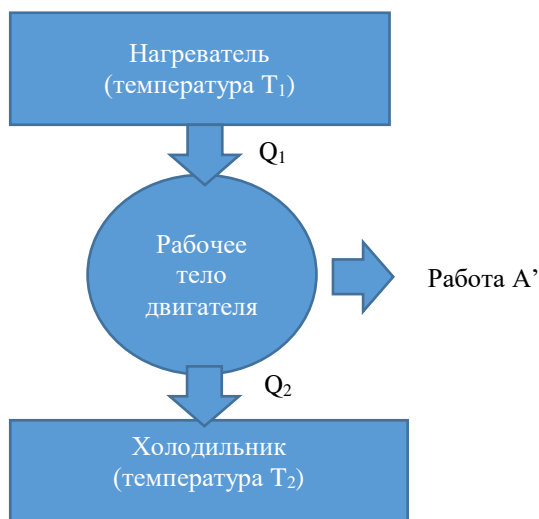 Нагреватель
(температура T₁)
Q₁
Рабочее
тело
двигателя
Работа A’
Q₂
Холодильник
(температура T₂)